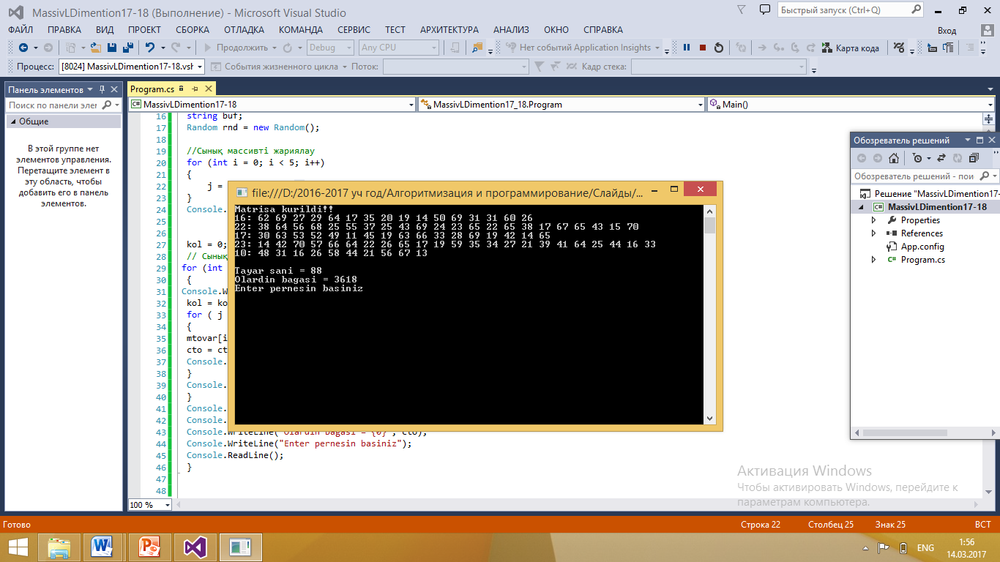 MassivLDimention17-18 (Выполнение) - Microsoft Visual Studio
Быстрый запуск (Ctrl+Q)
ФАЙЛ ПРАВКА ВИД ПРОЕКТ СБОРКА ОТЛАДКА КОМАНДА СЕРВИС ТЕСТ АРХИТЕКТУРА АНАЛИЗ ОКНО СПРАВКА
Вход
Продолжить Debug Any CPU Нет событий Application Insights Карта кода
Процесс: [8024] MassivLDimention17-18.vsh События жизненного цикла Поток: Кадр стека:
Панель элементов
Поиск по панели элег
Общие
В этой группе нет
элементов управления.
Перетащите элемент в
эту область, чтобы
добавить его в панель
элементов.
Program.cs
MassivLDimention17-18 MassivLDimention17_18.Program Main()
16 string buf;
17 Random rnd = new Random();
18
19 //Сынық массивті жариялау
20 for (int i = 0; i < 5; i++)
21 {
22 j =
23 }
24 Console.
25
26
27 kol = 0;
28 // Сынық
29 for (int
30 {
31 Console.W
32 kol = ko
33 for ( j
34 {
35 mtovar[i
36 cto = ct
37 Console.
38 }
39 Console.
40 }
41 Console.
42 Console.
43 Console.WriteLine("Olardin bagasi = {0}", cto);
44 Console.WriteLine("Enter pernesin basiniz");
45 Console.ReadLine();
46 }
47
48
100 %
file:///D:/2016-2017 уч год/Алгоритмизация и программирование/Слайды/...
Matrisa kurildi!!
16: 62 69 27 29 64 17 35 20 19 14 50 69 31 31 60 26
22: 38 64 56 68 25 55 37 25 43 69 24 23 65 22 65 38 17 67 65 43 15 70
17: 30 63 53 52 49 11 45 19 63 66 33 28 69 19 42 14 65
23: 14 42 70 57 66 64 22 26 65 17 19 59 35 34 27 21 39 41 64 25 44 16 33
10: 48 31 16 26 58 44 21 56 67 13
Tayar sani = 88
Olardin bagasi = 3618
Enter pernesin basiniz
Обозреватель решений
Обозреватель решений - пои
Решение "MassivLDimention17-
MassivLDimention17-18
Properties
References
App.config
Program.cs
Активация Windows
Чтобы активировать Windows, перейдите к
параметрам компьютера.
Готово Строка 22 Столбец 25 Знак 25 ВСТ
ENG
1:56
14.03.2017